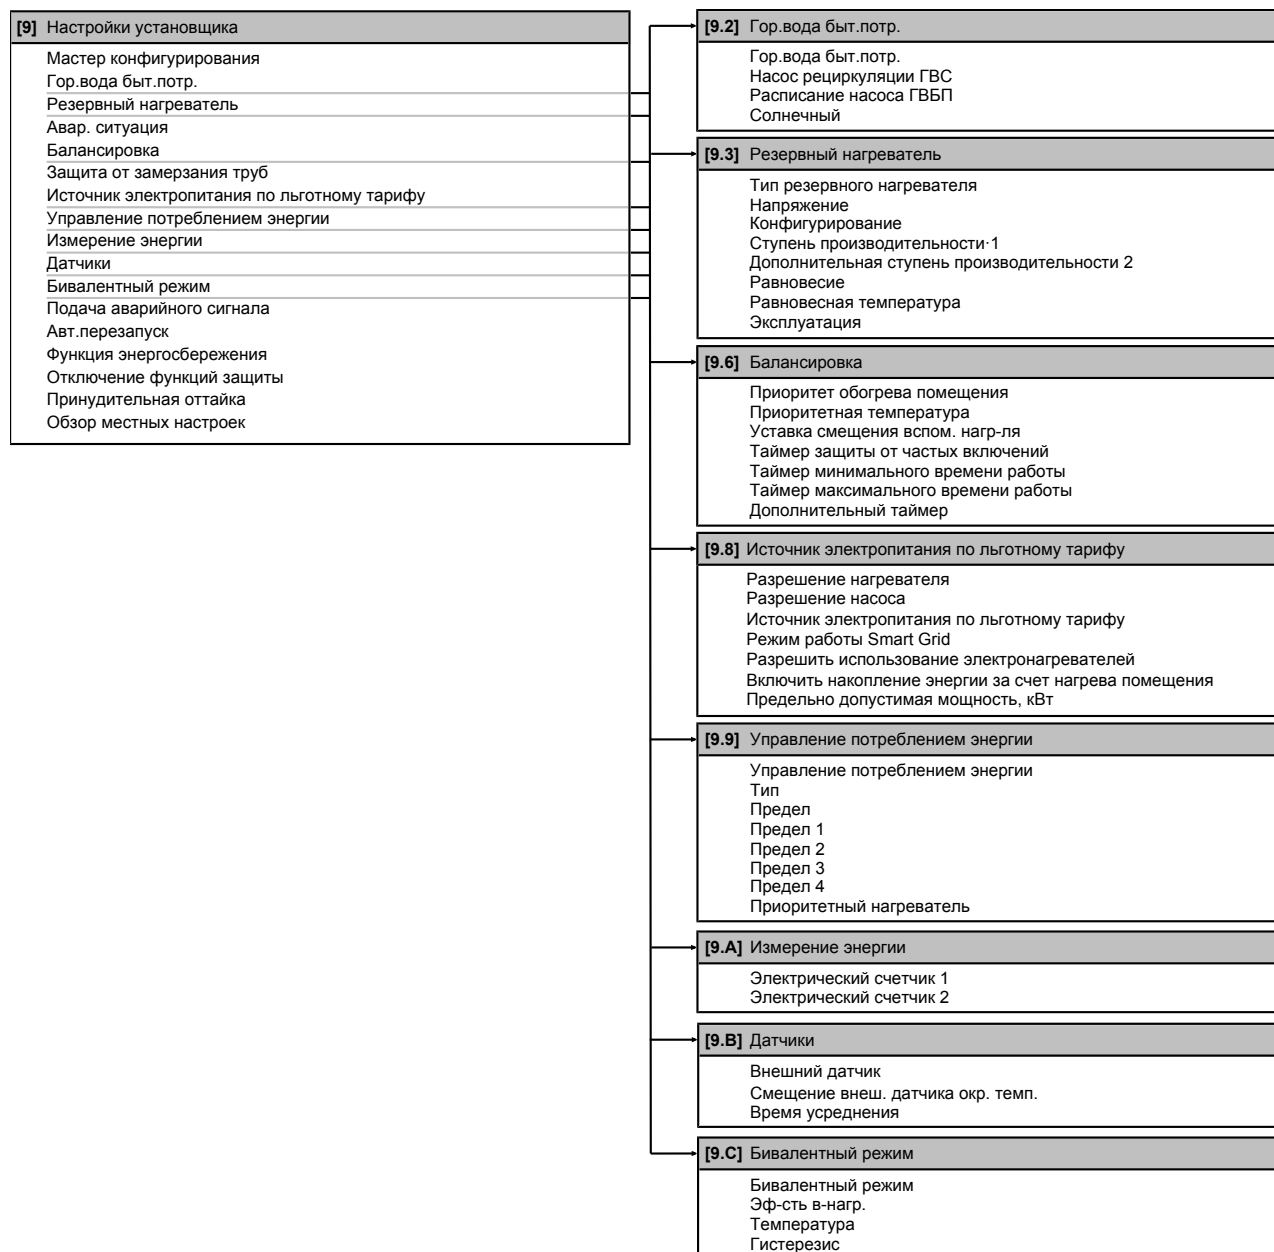 [9] Настройки установщика
Мастер конфигурирования
Гор.вода быт.потр.
Резервный нагреватель
Авар. ситуация
Балансировка
Защита от замерзания труб
Источник электропитания по льготному тарифу
Управление потреблением энергии
Измерение энергии
Датчики
Бивалентный режим
Подача аварийного сигнала
Авт.перезапуск
Функция энергосбережения
Отключение функций защиты
Принудительная оттайка
Обзор местных настроек
[9.2] Гор.вода быт.потр.
Гор.вода быт.потр.
Насос рециркуляции ГВС
Расписание насоса ГВБП
Солнечный
[9.3] Резервный нагреватель
Тип резервного нагревателя
Напряжение
Конфигурирование
Ступень производительности·1
Дополнительная ступень производительности 2
Равновесие
Равновесная температура
Эксплуатация
[9.6] Балансировка
Приоритет обогрева помещения
Приоритетная температура
Уставка смещения вспом. нагр-ля
Таймер защиты от частых включений
Таймер минимального времени работы
Таймер максимального времени работы
Дополнительный таймер
[9.8] Источник электропитания по льготному тарифу
Разрешение нагревателя
Разрешение насоса
Источник электропитания по льготному тарифу
Режим работы Smart Grid
Разрешить использование электронагревателей
Включить накопление энергии за счет нагрева помещения
Предельно допустимая мощность, кВт
[9.9] Управление потреблением энергии
Управление потреблением энергии
Тип
Предел
Предел 1
Предел 2
Предел 3
Предел 4
Приоритетный нагреватель
[9.A] Измерение энергии
Электрический счетчик 1
Электрический счетчик 2
[9.B] Датчики
Внешний датчик
Смещение внеш. датчика окр. темп.
Время усреднения
[9.C] Бивалентный режим
Бивалентный режим
Эф-сть в-нагр.
Температура
Гистерезис